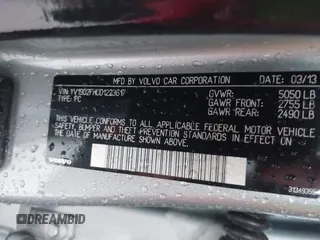 MFD BY VOLVO CAR CORPORATION DATE: 03/13
TYPE: PC GVWR: 5050 LB
GAWR FRONT: 2755 LB
GAWR REAR: 2490 LB
THIS VEHICLE CONFORMS TO ALL APPLICABLE FEDERAL MOTOR VEHICLE
SAFETY, BUMPER AND THEFT PREVENTION STANDARDS IN EFFECT
ON THE DATE OF MANUFACTURE SHOWN ABOVE
VOLVO
DREAMBID